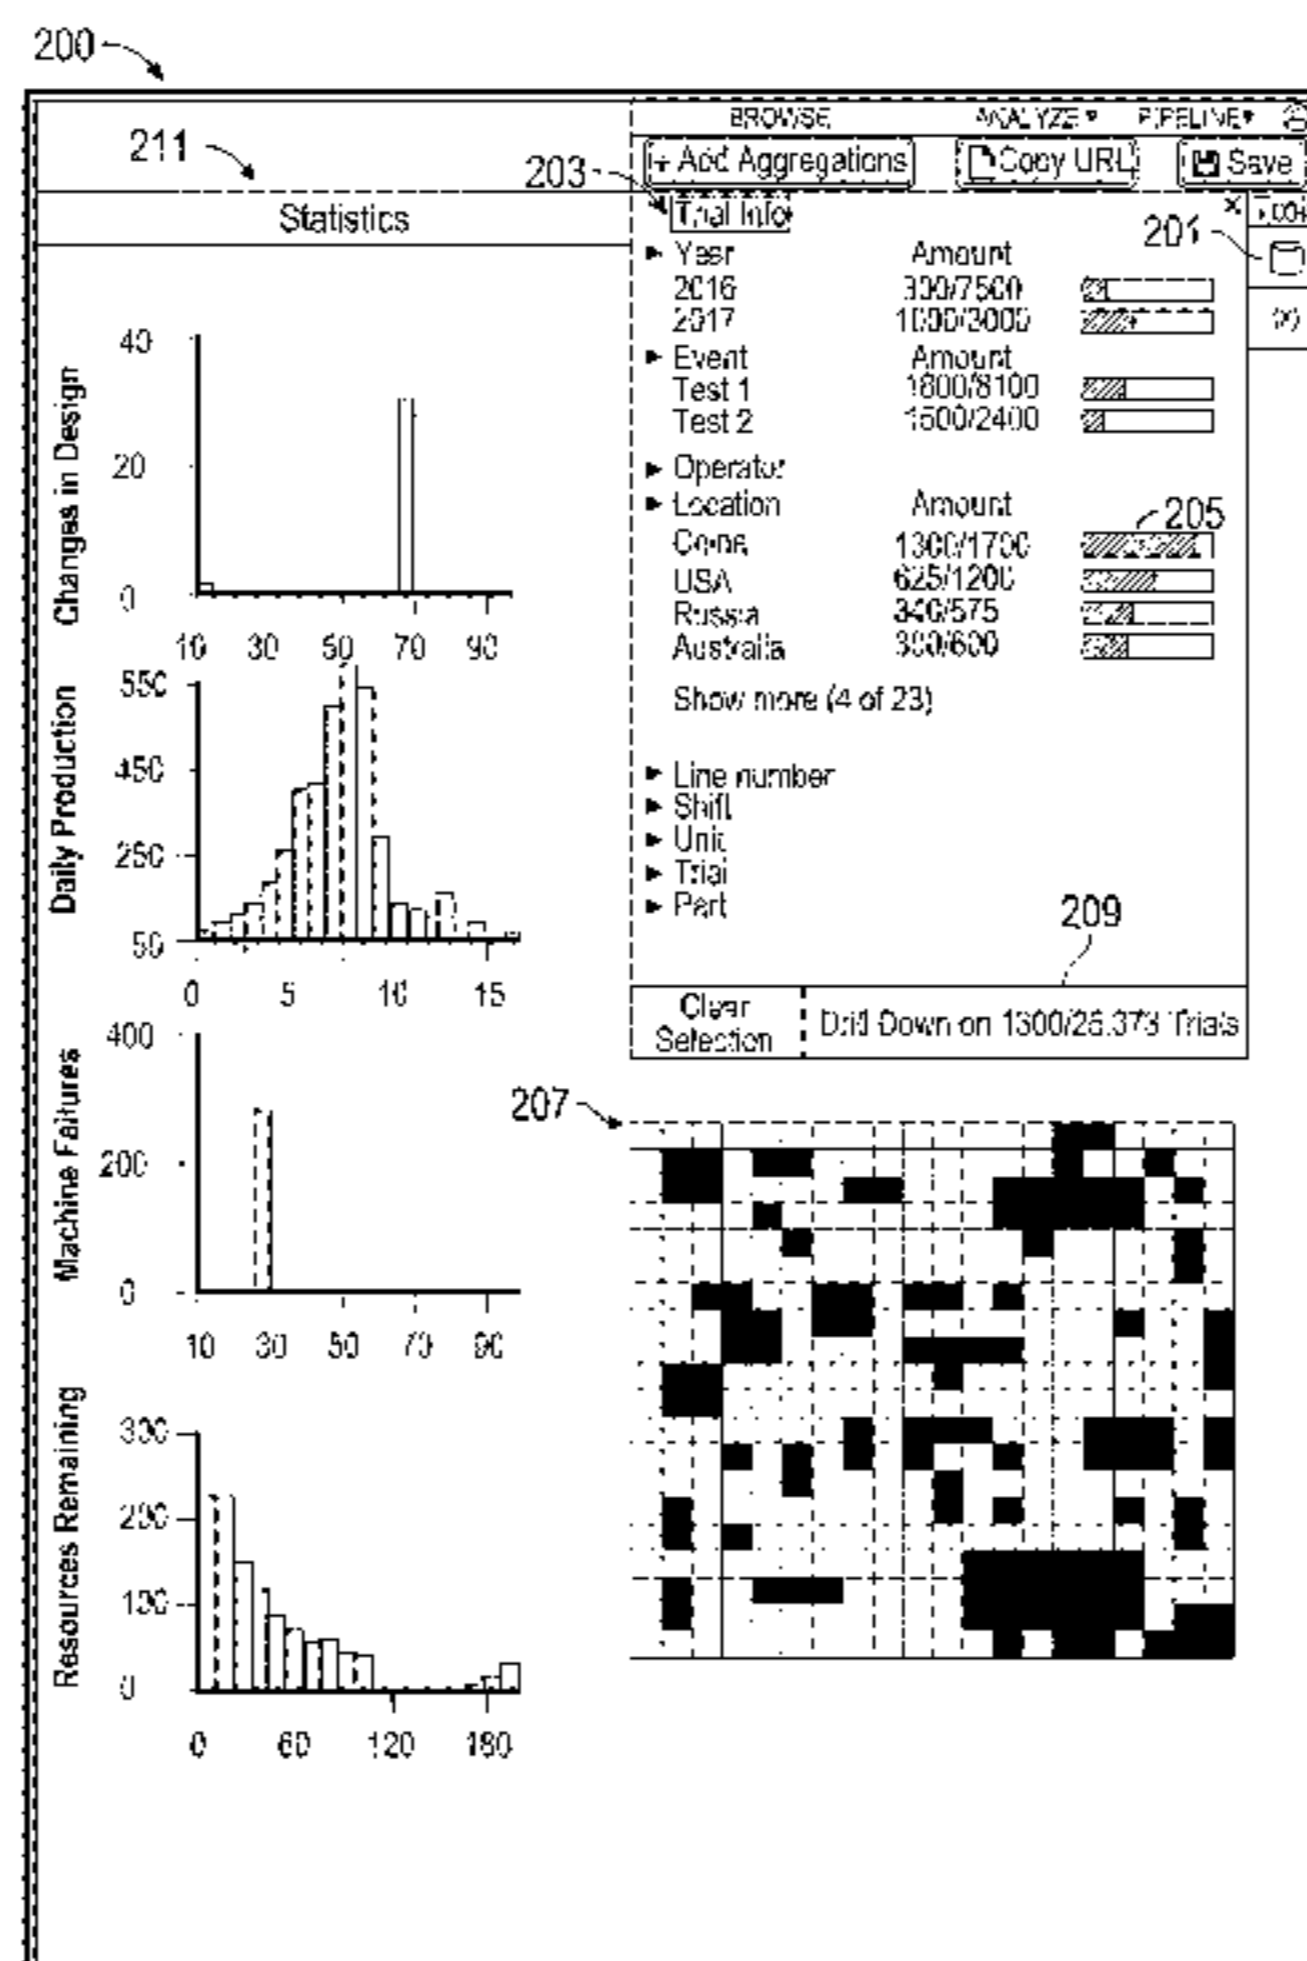 200
211
BROWSE ANALYZE PIPELINE
203
+ Add Aggregations Copy URL Save
Statistics
Trial Info
×
201
Year Amount
2016 /7500
2017 1000/3000
Event Amount
Test 1 1800/8100
Test 2 1500/2400
Operator
Location Amount
205
1300/1700
USA 625/1200
Russia 340/575
Australia 300/600
Show more (4 of 23)
Line number
Shift
Unit
Trial
Part
209
Clear
Selection
Drill Down on 1300/25,373 Trials
207
Changes in Design
40
20
0
10 30 50 70 90
Daily Production
550
450
250
50
0 5 10 15
Machine Failures
400
200
0
10 30 50 70 90
Resources Remaining
300
200
100
0
0 60 120 180